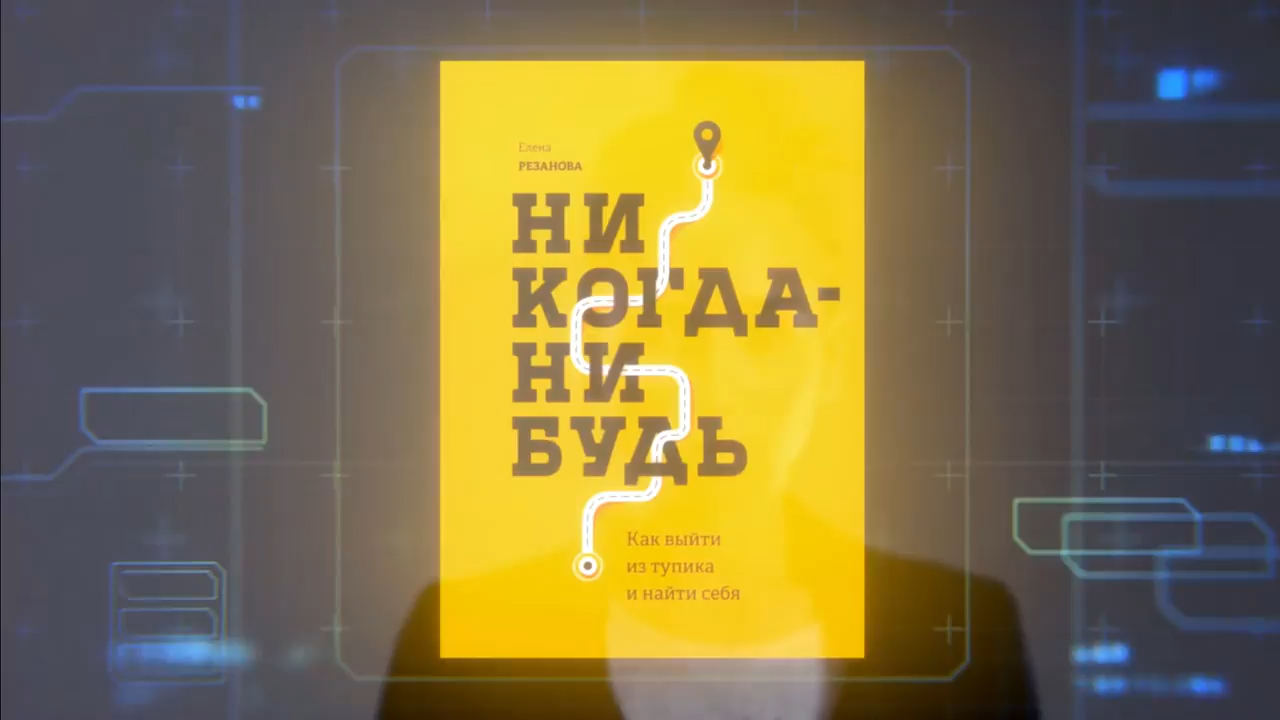 Елена
РЕЗАНОВА
НИ
КОГДА-
НИ
БУДЬ
Как выйти
из тупика
и найти себя